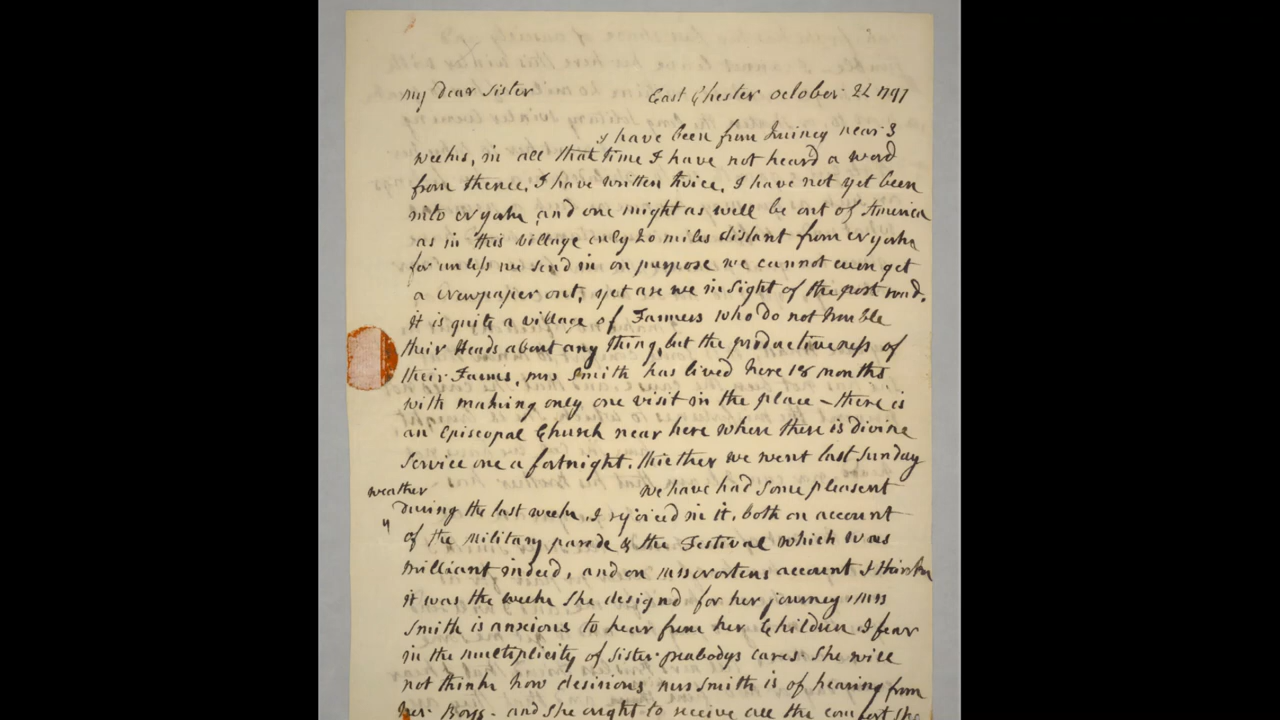 my dear Sister East Chester october 22 1797
I have been from Quincy near 3
weeks, in all that time I have not heard a word
from thence, I have written twice, I have not yet been
into N york, and one might as well be out of America
as in this village only 20 miles distant from N york
for unless we send in on purpose we cannot even get
a Newspaper out, yet are we in Sight of the post road,
it is quite a village of Farmers who do not trouble
their Heads about any thing, but the productiveness of
their Farms, mrs Smith has lived here 18 months
with making only one visit in the place – there is
an Episcopal Church near here where there is divine
Service one a fortnight. thiether we went last Sunday
we have had Some pleasent
weather
during the last week, I rejoiced in it, both on account
of the Military parade & the Festival which was
Brilliant indeed, and on mrs Nortens account I think
it was the week She designd for her journey, mrs
Smith is anxious to hear from her Children I fear
in the multiplicity of Sister peabodys cares She will
not think how desirious mrs Smith is of hearing from
her Boys – and She ought to receive all the comfort She